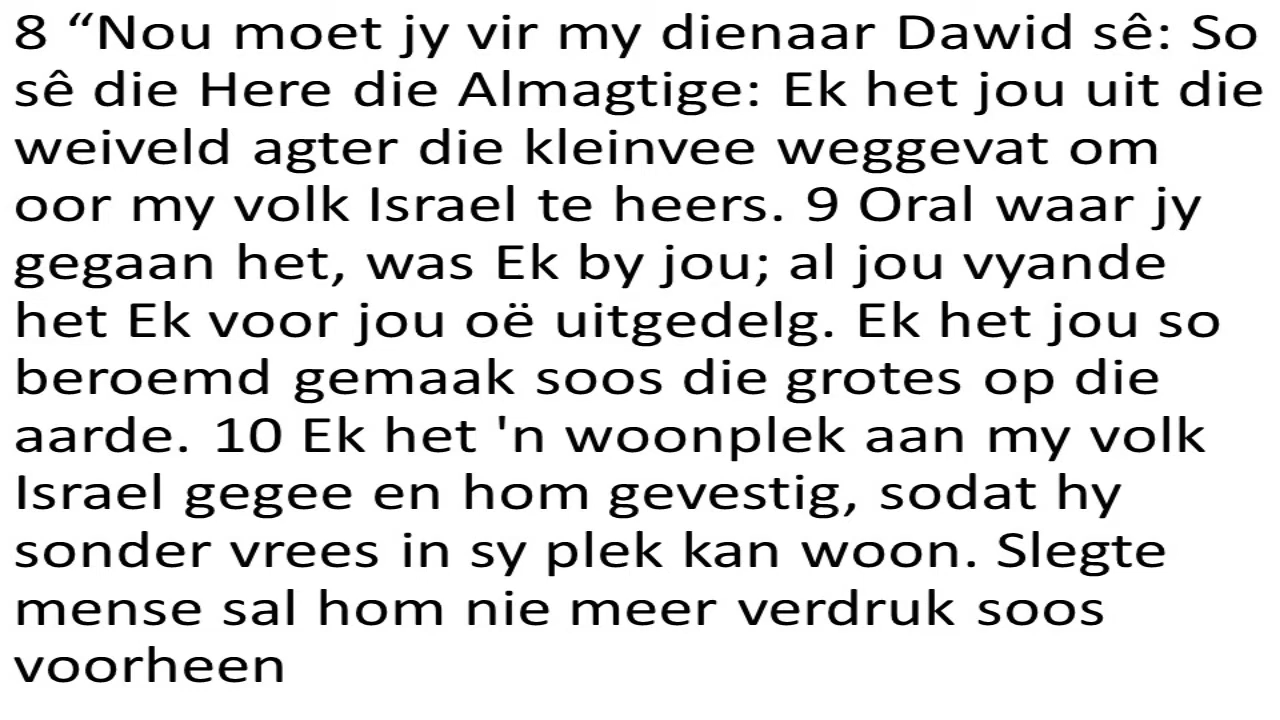 8 “Nou moet jy vir my dienaar Dawid sê: So
sê die Here die Almagtige: Ek het jou uit die
weiveld agter die kleinvee weggevat om
oor my volk Israel te heers. 9 Oral waar jy
gegaan het, was Ek by jou; al jou vyande
het Ek voor jou oë uitgedelg. Ek het jou so
beroemd gemaak soos die grotes op die
aarde. 10 Ek het 'n woonplek aan my volk
Israel gegee en hom gevestig, sodat hy
sonder vrees in sy plek kan woon. Slegte
mense sal hom nie meer verdruk soos
voorheen